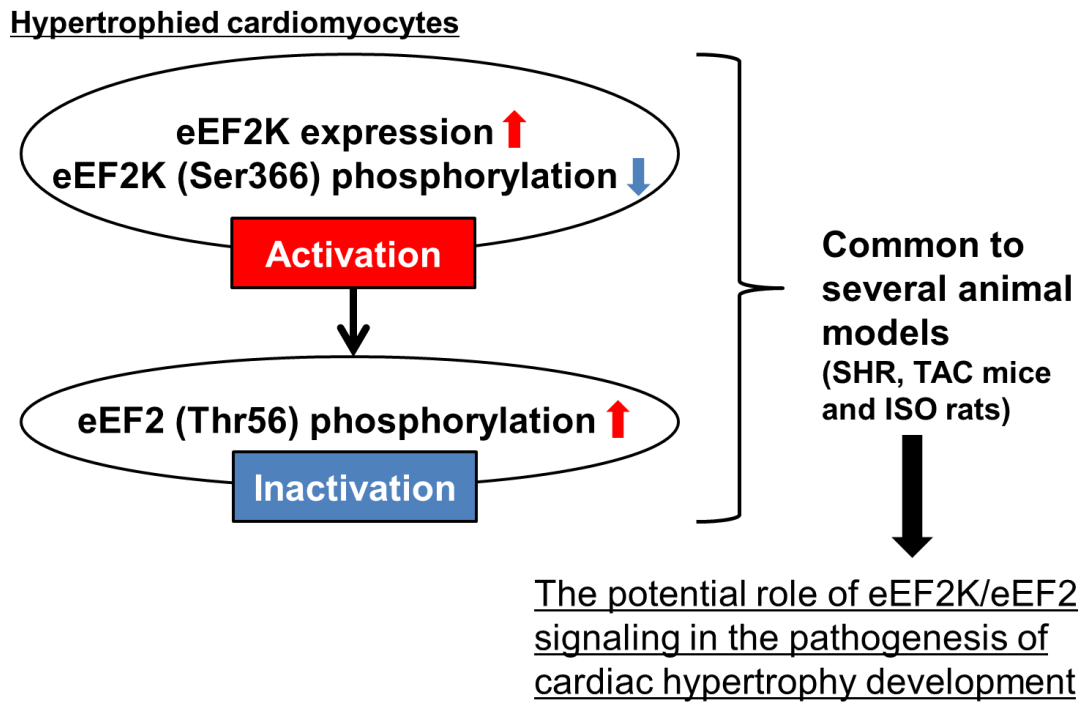 Hypertrophied cardiomyocytes
eEF2K expression
eEF2K (Ser366) phosphorylation
Activation
eEF2 (Thr56) phosphorylation
Inactivation
Common to
several animal
models
(SHR, TAC mice
and ISO rats)
The potential role of eEF2K/eEF2
signaling in the pathogenesis of
cardiac hypertrophy development